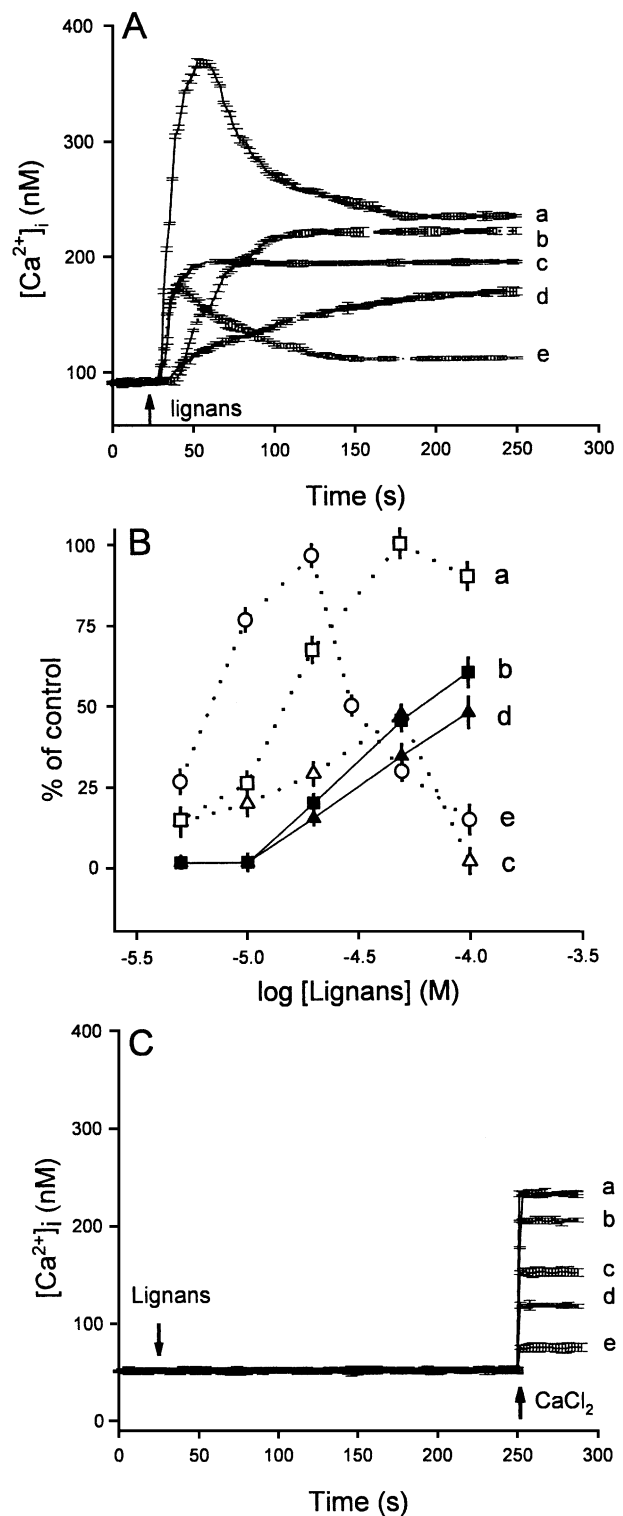 A
400
300
200
100
[Ca²⁺]ᵢ (nM)
a
b
c
d
e
lignans
0 50 100 150 200 250 300
Time (s)
B
100
75
50
25
0
% of control
a
b
d
e
c
-5.5 -5.0 -4.5 -4.0 -3.5
log [Lignans] (M)
C
400
300
200
100
0
[Ca²⁺]ᵢ (nM)
a
b
c
d
e
Lignans
CaCl₂
0 50 100 150 200 250 300
Time (s)